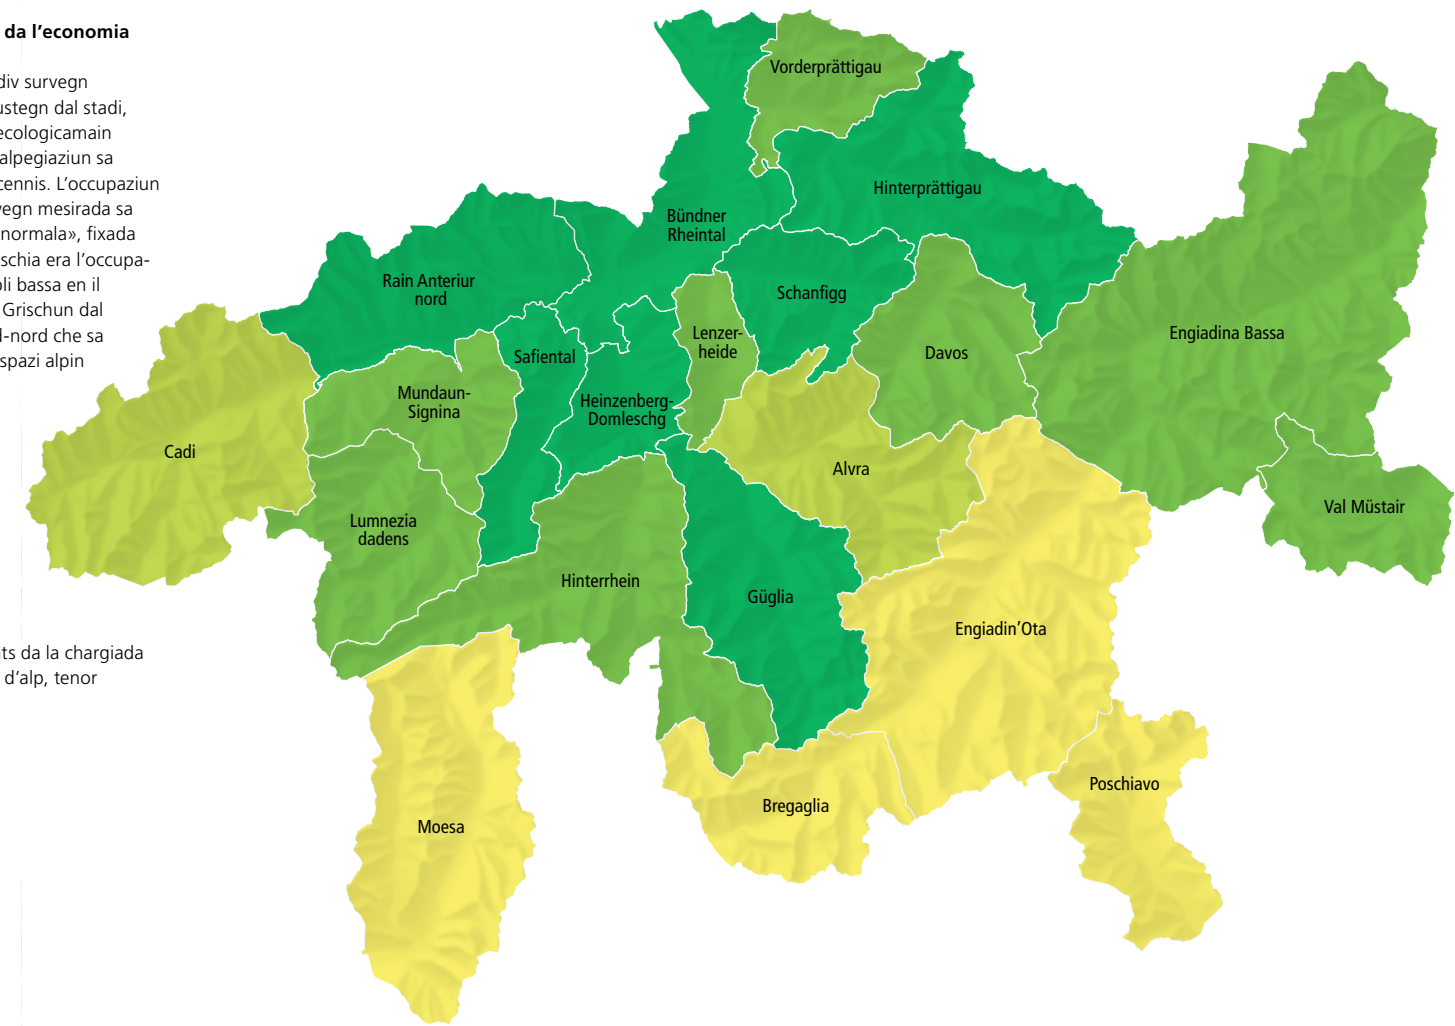 da l’economia
div survegn
ustegn dal stadi,
ecologicamain
alpegiaziun sa
cennis. L’occupaziun
vegn mesirada sa
normala», fixada
schia era l’occupa-
oli bassa en il
Grischun dal
d-nord che sa
spazi alpin
nts da la chargiada
d’alp, tenor
Vorderprättigau
Hinterprättigau
Bündner
Rheintal
Rain Anteriur
nord
Schanfigg
Engiadina Bassa
Lenzer-
heide
Davos
Safiental
Mundaun-
Signina
Heinzenberg-
Domleschg
Cadi
Alvra
Val Müstair
Lumnezia
dadens
Hinterrhein
Güglia
Engiadin’Ota
Poschiavo
Bregaglia
Moesa